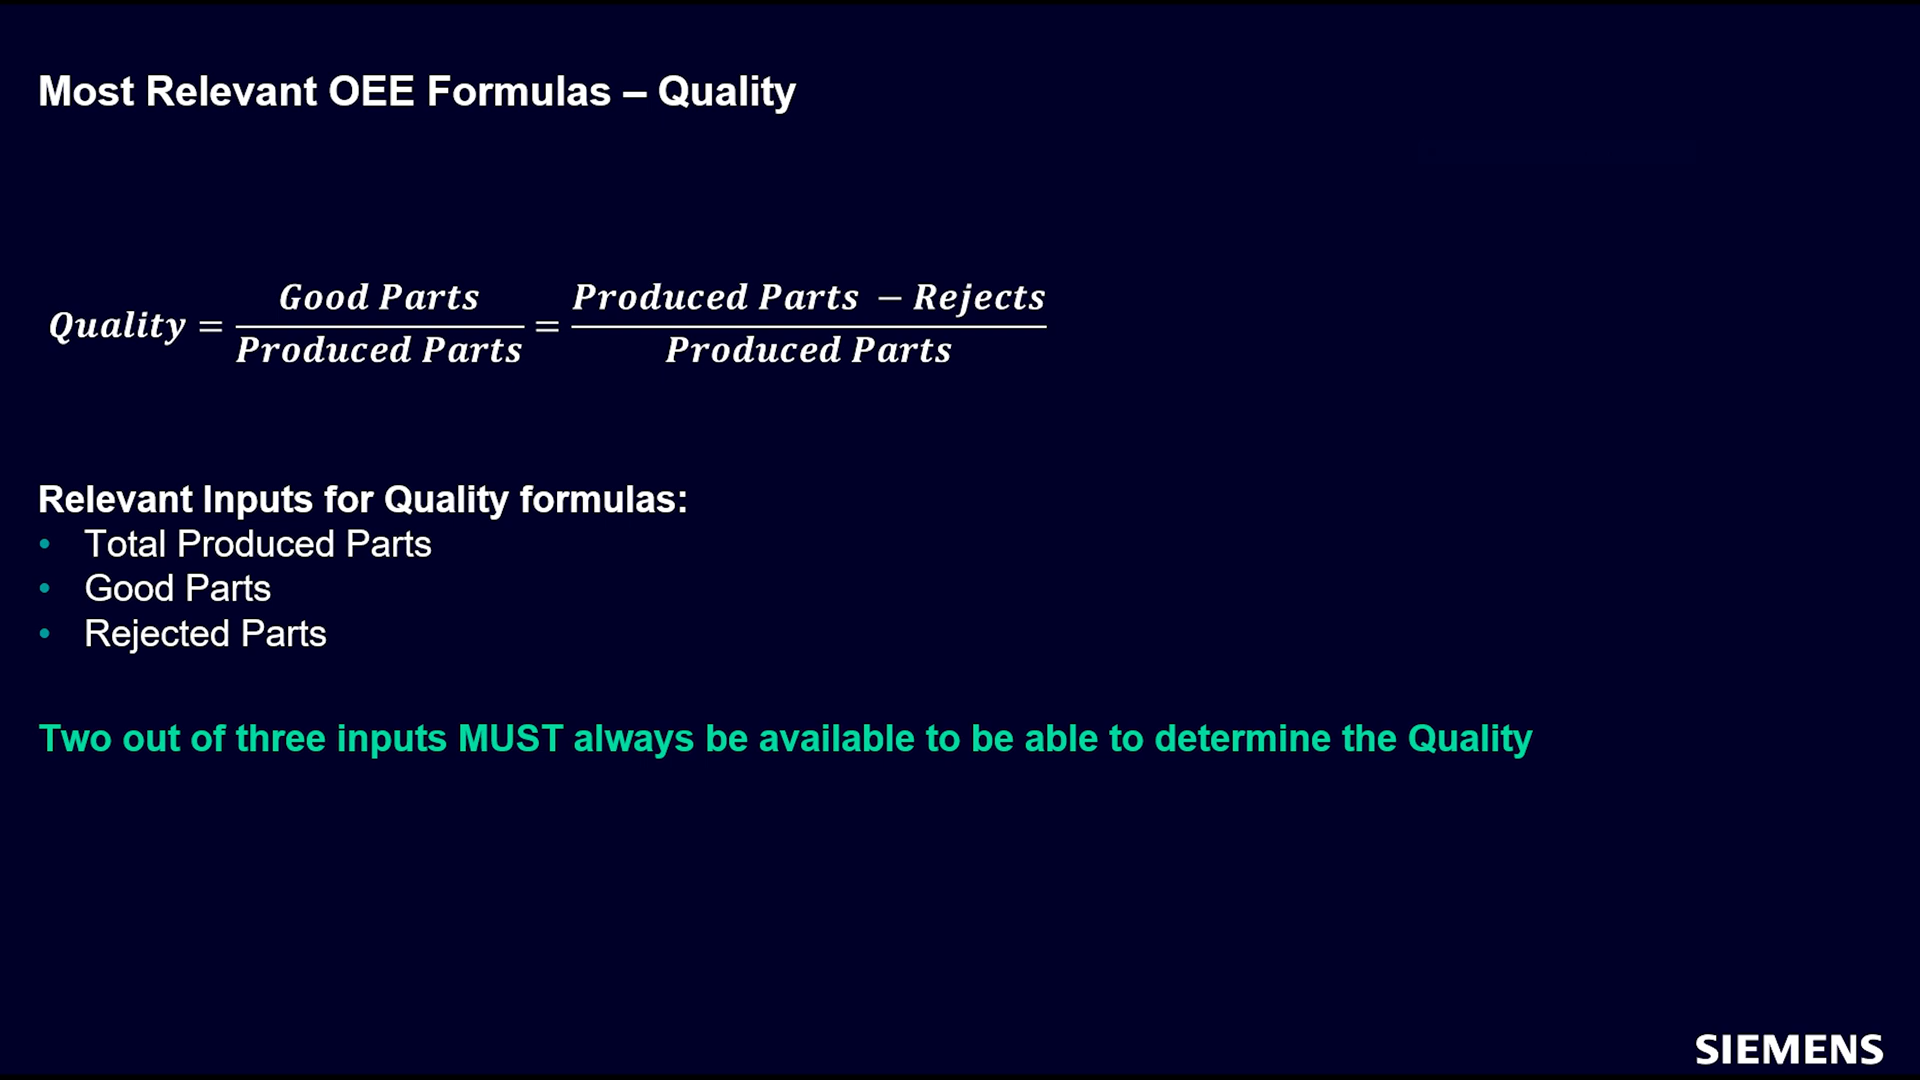 Most Relevant OEE Formulas – Quality
Quality = Good Parts / Produced Parts = Produced Parts − Rejects / Produced Parts
Relevant Inputs for Quality formulas:
• Total Produced Parts
• Good Parts
• Rejected Parts
Two out of three inputs MUST always be available to be able to determine the Quality
SIEMENS